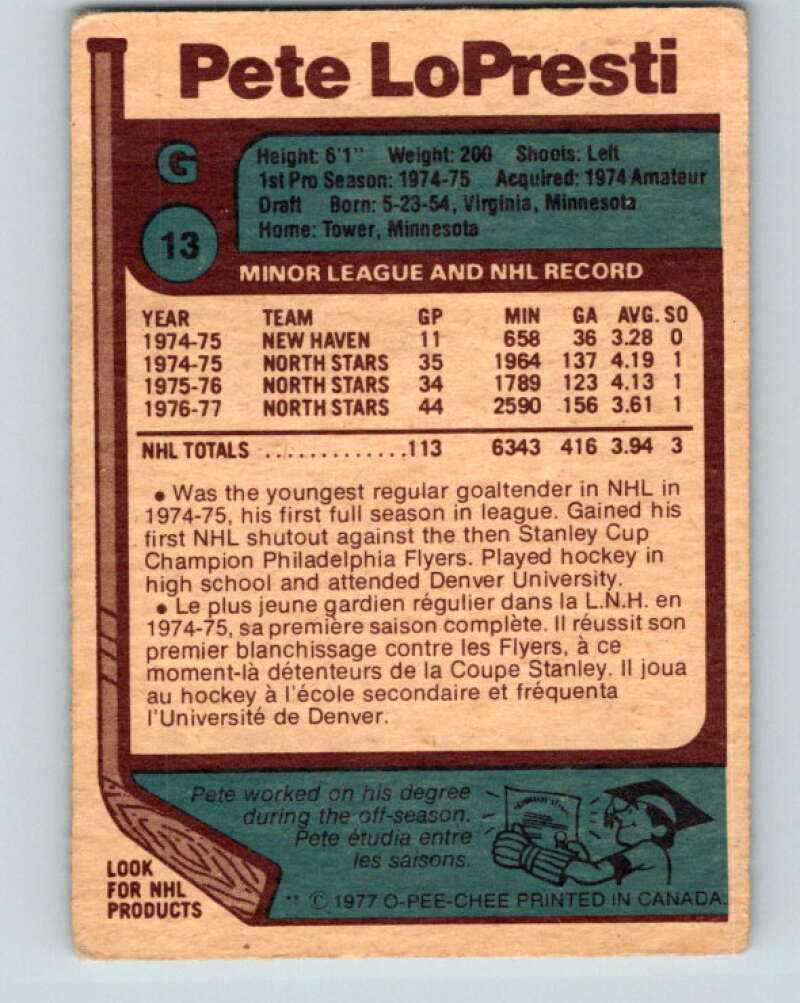 Pete LoPresti
G
13
Height: 6'1" Weight: 200 Shoots: Left
1st Pro Season: 1974-75 Acquired: 1974 Amateur
Draft Born: 5-23-54, Virginia, Minnesota
Home: Tower, Minnesota
MINOR LEAGUE AND NHL RECORD
YEAR TEAM GP MIN GA AVG. SO
1974-75 NEW HAVEN 11 658 36 3.28 0
1974-75 NORTH STARS 35 1964 137 4.19 1
1975-76 NORTH STARS 34 1789 123 4.13 1
1976-77 NORTH STARS 44 2590 156 3.61 1
NHL TOTALS .............113 6343 416 3.94 3
• Was the youngest regular goaltender in NHL in
1974-75, his first full season in league. Gained his
first NHL shutout against the then Stanley Cup
Champion Philadelphia Flyers. Played hockey in
high school and attended Denver University.
• Le plus jeune gardien régulier dans la L.N.H. en
1974-75, sa première saison complète. Il réussit son
premier blanchissage contre les Flyers, à ce
moment-là détenteurs de la Coupe Stanley. Il joua
au hockey à l'école secondaire et fréquenta
l'Université de Denver.
Pete worked on his degree
during the off-season.
Pete étudia entre
les saisons.
LOOK
FOR NHL
PRODUCTS
** © 1977 O-PEE-CHEE PRINTED IN CANADA.